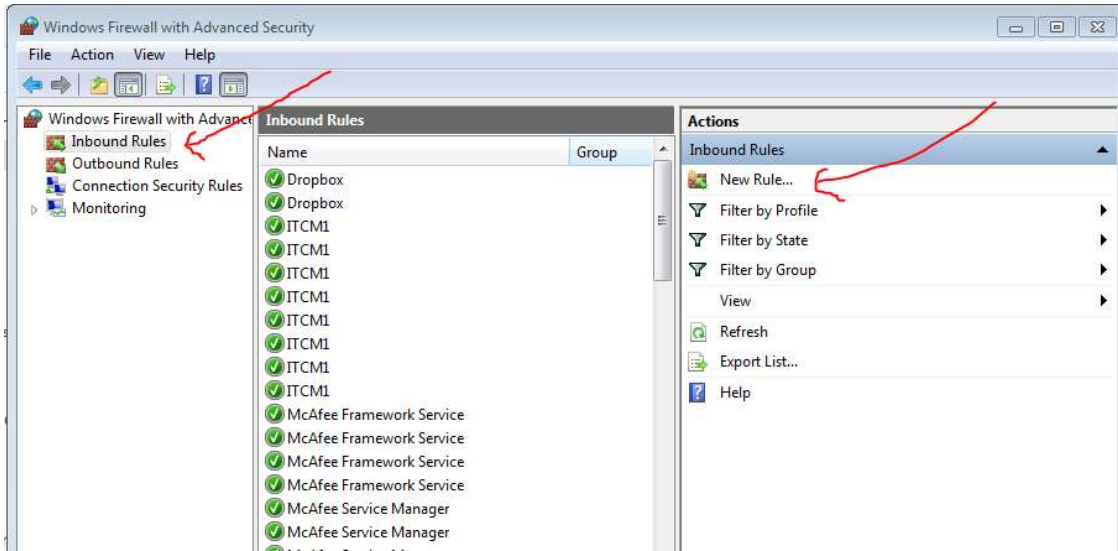 Windows Firewall with Advanced Security
File Action View Help
Windows Firewall with Advance
Inbound Rules
Outbound Rules
Connection Security Rules
Monitoring
Inbound Rules
Name Group
Dropbox
Dropbox
ITCM1
ITCM1
ITCM1
ITCM1
ITCM1
ITCM1
ITCM1
ITCM1
McAfee Framework Service
McAfee Framework Service
McAfee Framework Service
McAfee Framework Service
McAfee Service Manager
McAfee Service Manager
Actions
Inbound Rules
New Rule...
Filter by Profile
Filter by State
Filter by Group
View
Refresh
Export List...
Help